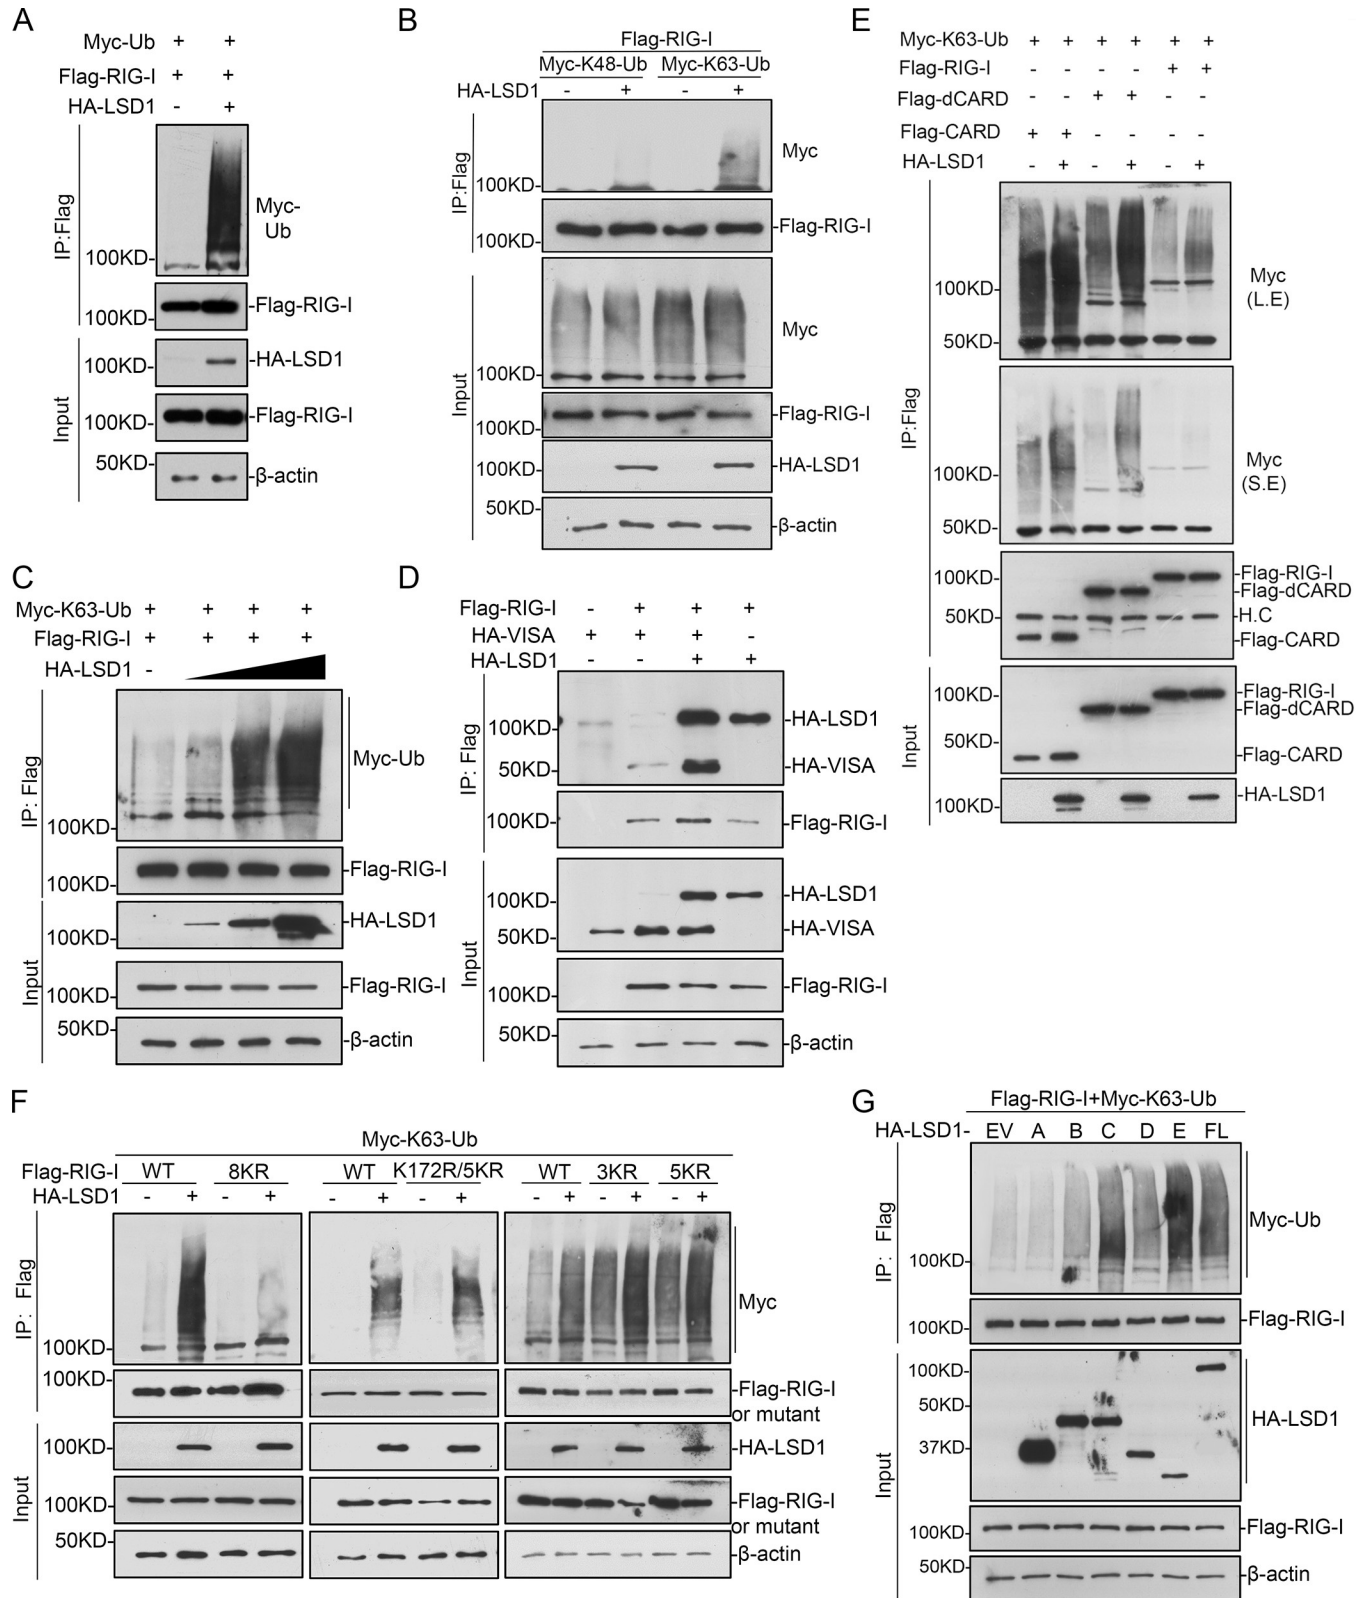 A
Myc-Ub + +
Flag-RIG-I + +
HA-LSD1 - +
IP:Flag
100KD-
Myc-
Ub
100KD-
-Flag-RIG-I
Input
100KD-
-HA-LSD1
100KD-
-Flag-RIG-I
50KD-
-β-actin
B
Flag-RIG-I
Myc-K48-Ub Myc-K63-Ub
HA-LSD1 - + - +
IP:Flag
100KD-
Myc
100KD-
-Flag-RIG-I
Input
100KD-
Myc
100KD-
-Flag-RIG-I
100KD-
-HA-LSD1
50KD-
-β-actin
C
Myc-K63-Ub + + + +
Flag-RIG-I + + + +
HA-LSD1 -
IP: Flag
100KD-
Myc-Ub
100KD-
-Flag-RIG-I
Input
100KD-
-HA-LSD1
100KD-
-Flag-RIG-I
50KD-
-β-actin
D
Flag-RIG-I - + + +
HA-VISA + + + -
HA-LSD1 - - + +
IP: Flag
100KD-
-HA-LSD1
50KD-
-HA-VISA
100KD-
-Flag-RIG-I
Input
100KD-
-HA-LSD1
50KD-
-HA-VISA
100KD-
-Flag-RIG-I
50KD-
-β-actin
E
Myc-K63-Ub + + + + + +
Flag-RIG-I - - - - + +
Flag-dCARD - - + + - -
Flag-CARD + + - - - -
HA-LSD1 - + - + - +
IP:Flag
100KD-
50KD-
Myc
(L.E)
100KD-
50KD-
Myc
(S.E)
100KD-
50KD-
-Flag-RIG-I
-Flag-dCARD
H.C
-Flag-CARD
Input
100KD-
50KD-
-Flag-RIG-I
-Flag-dCARD
-Flag-CARD
100KD-
-HA-LSD1
F
Myc-K63-Ub
Flag-RIG-I WT 8KR WT K172R/5KR WT 3KR 5KR
HA-LSD1 - + - + - + - + - + - + - +
IP: Flag
100KD-
Myc
100KD-
-Flag-RIG-I
or mutant
Input
100KD-
-HA-LSD1
100KD-
-Flag-RIG-I
or mutant
50KD-
-β-actin
G
Flag-RIG-I+Myc-K63-Ub
HA-LSD1- EV A B C D E FL
IP: Flag
100KD-
Myc-Ub
100KD-
-Flag-RIG-I
Input
100KD-
50KD-
37KD-
HA-LSD1
100KD-
-Flag-RIG-I
50KD-
-β-actin